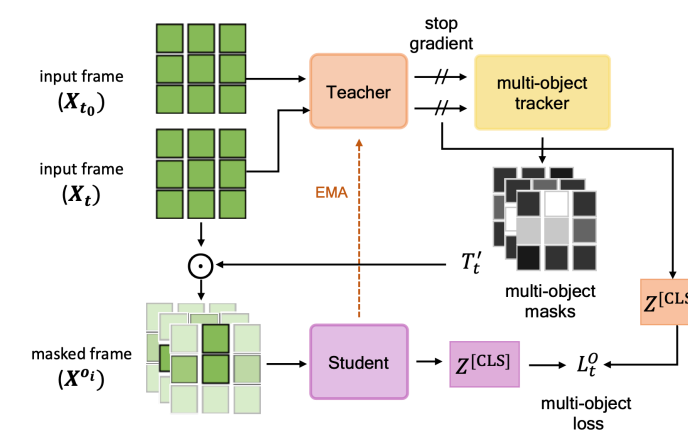 stop
gradient
input frame
(X_{t_0})
Teacher
multi-object
tracker
input frame
(X_t)
EMA
T'_t
multi-object
masks
Z^{[CLS
masked frame
(X^{o_i})
Student
Z^{[CLS]}
L_t^O
multi-object
loss